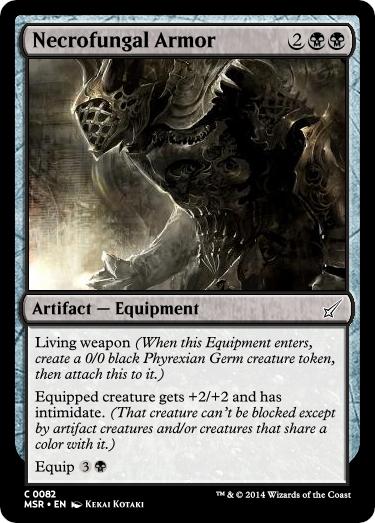 Necrofungal Armor 2
Artifact — Equipment
Living weapon (When this Equipment enters,
create a 0/0 black Phyrexian Germ creature token,
then attach this to it.)
Equipped creature gets +2/+2 and has
intimidate. (That creature can't be blocked except
by artifact creatures and/or creatures that share a
color with it.)
Equip 3
C 0082
MSR • EN Kekai Kotaki
™ & © 2014 Wizards of the Coast